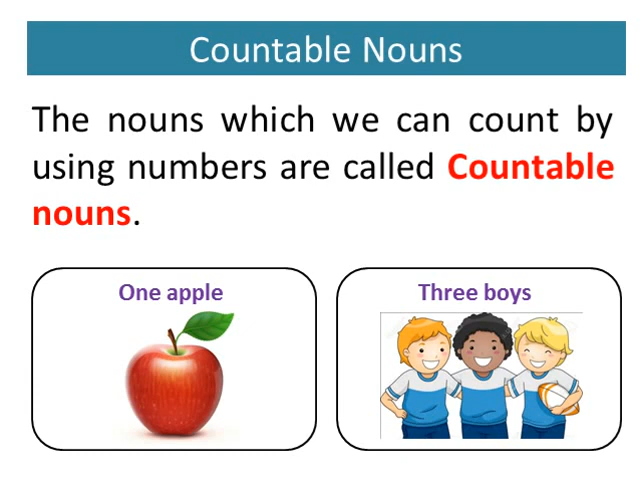 Countable Nouns
The nouns which we can count by
using numbers are called Countable
nouns.
One apple
Three boys